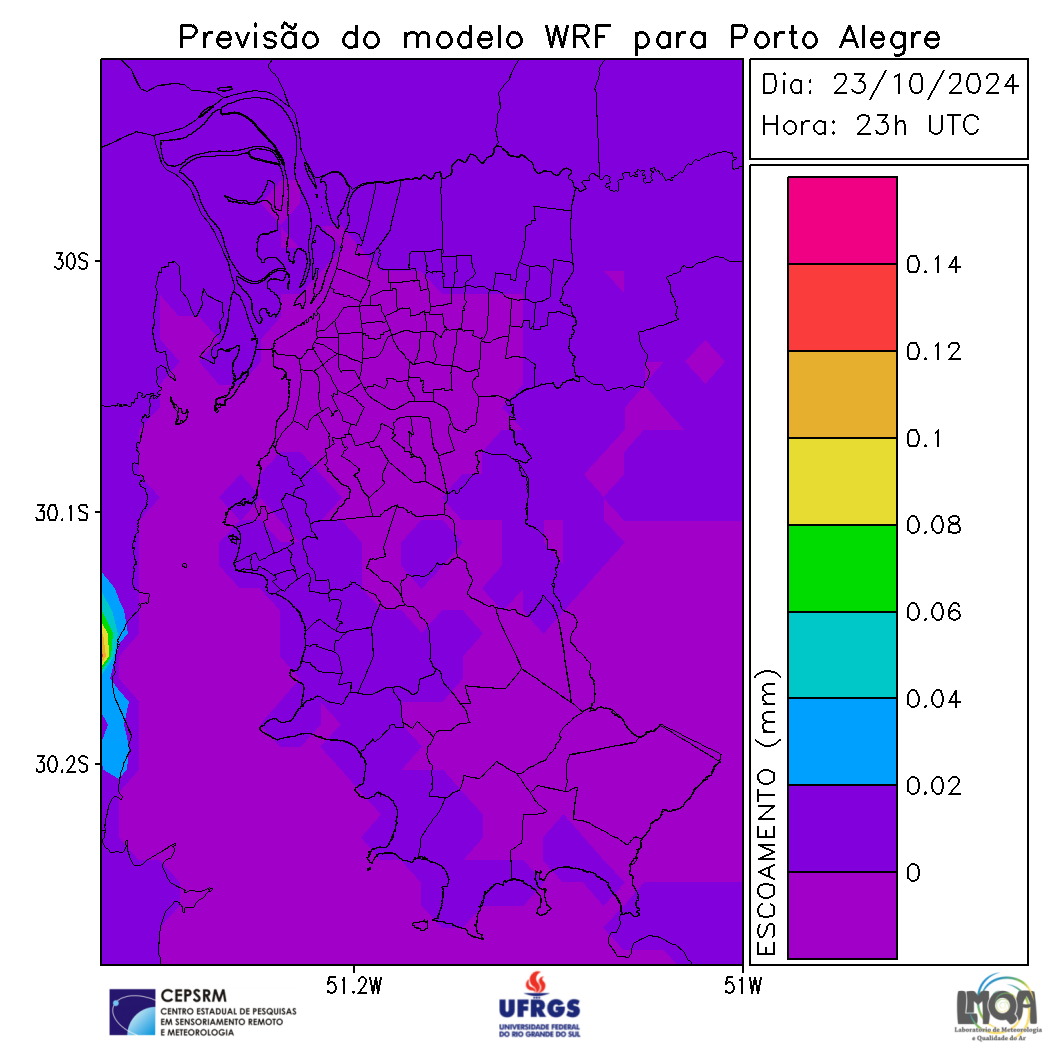 Previsão do modelo WRF para Porto Alegre
Dia: 23/10/2024
Hora: 23h UTC
30S
30.1S
30.2S
51.2W
51W
0.14
0.12
0.1
0.08
0.06
0.04
0.02
0
ESCOAMENTO (mm)
CEPSRM
CENTRO ESTADUAL DE PESQUISAS
EM SENSORIAMENTO REMOTO
E METEOROLOGIA
UFRGS
UNIVERSIDADE FEDERAL
DO RIO GRANDE DO SUL
LMQA
Laboratório de Meteorologia
e Qualidade do Ar